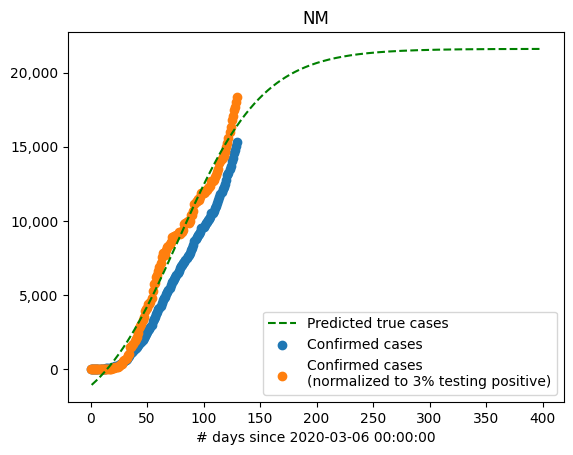 NM
20,000
15,000
10,000
5,000
0
0 50 100 150 200 250 300 350 400
# days since 2020-03-06 00:00:00
Predicted true cases
Confirmed cases
Confirmed cases
(normalized to 3% testing positive)